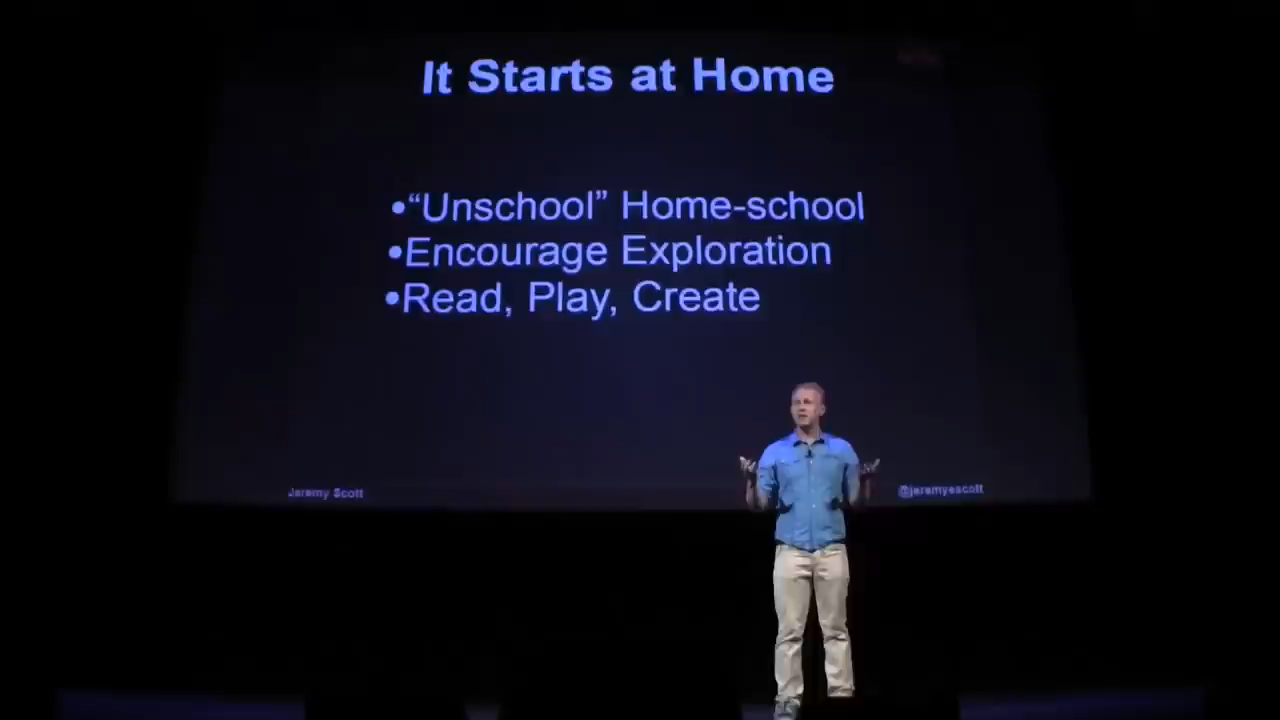 It Starts at Home
•“Unschool” Home-school
•Encourage Exploration
•Read, Play, Create
Jeremy Scott
@jeremyescott